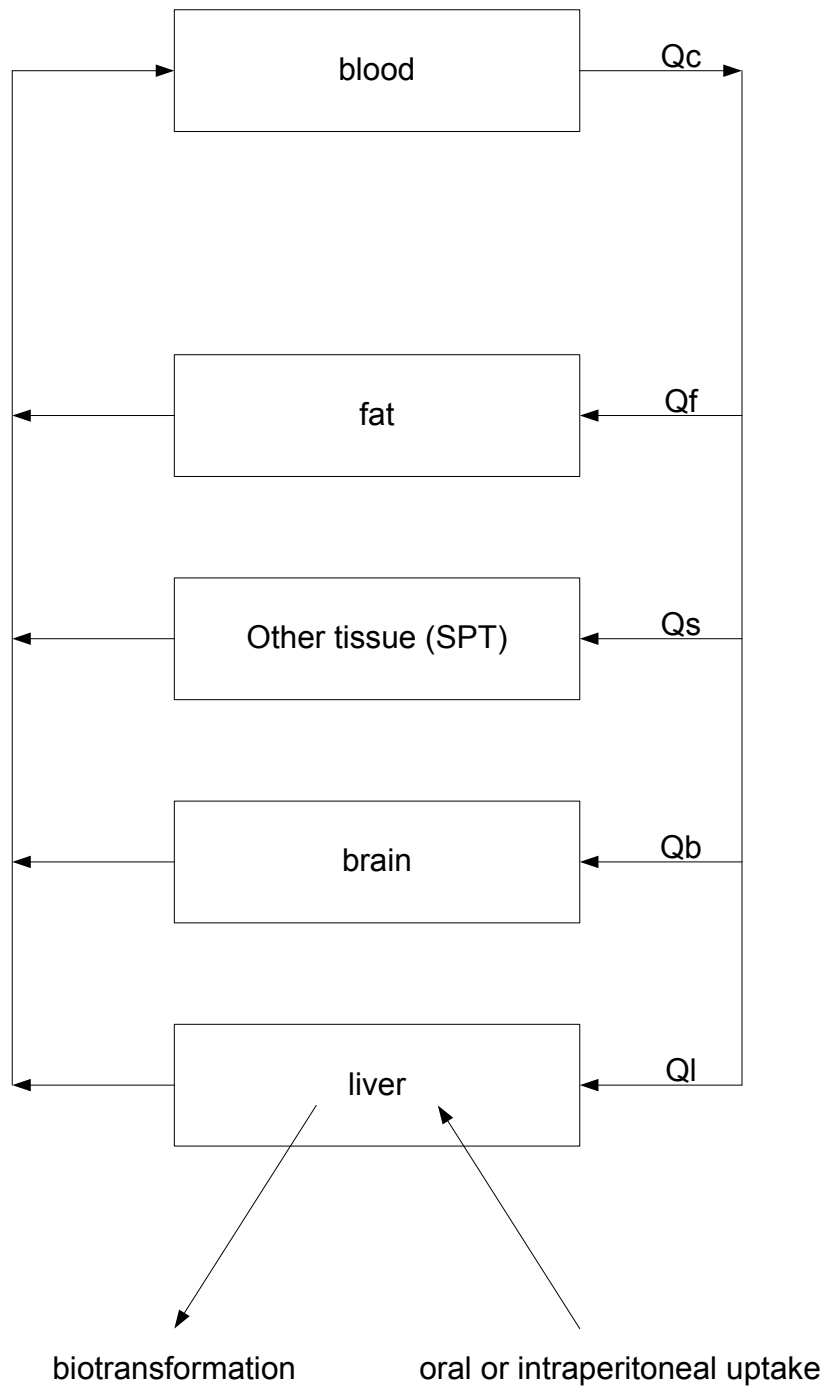 blood
Qc
fat
Qf
Other tissue (SPT)
Qs
brain
Qb
liver
Ql
biotransformation
oral or intraperitoneal uptake